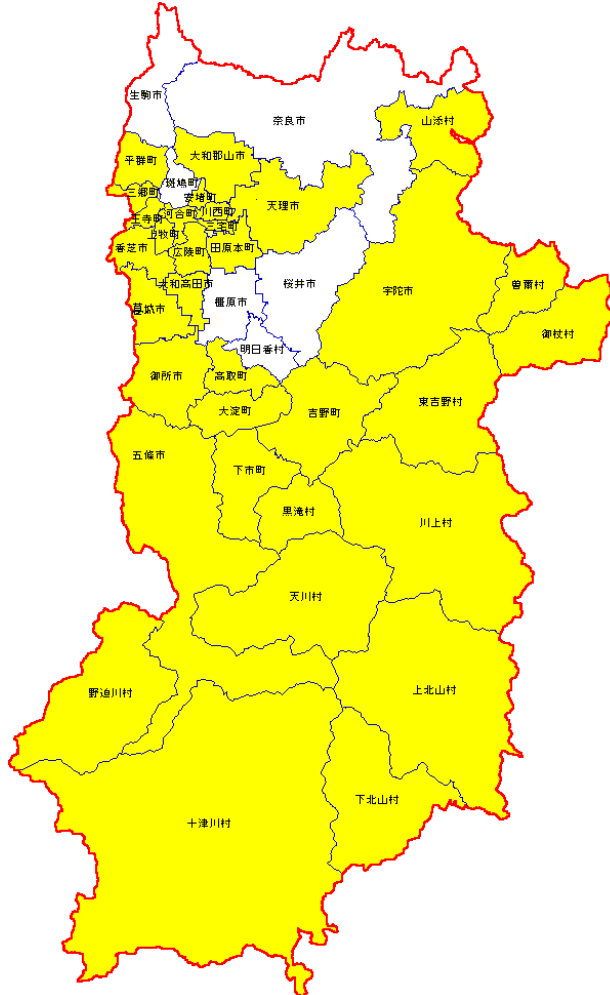 生駒市
奈良市
山添村
平群町
大和郡山市
斑鳩町
三郷町
安堵町
天理市
王寺町
河合町
川西町
三宅町
上牧町
香芝市
広陵町
田原本町
大和高田市
橿原市
桜井市
宇陀市
曽爾村
御杖村
葛城市
明日香村
御所市
高取町
大淀町
吉野町
東吉野村
五條市
下市町
黒滝村
川上村
天川村
野迫川村
上北山村
下北山村
十津川村